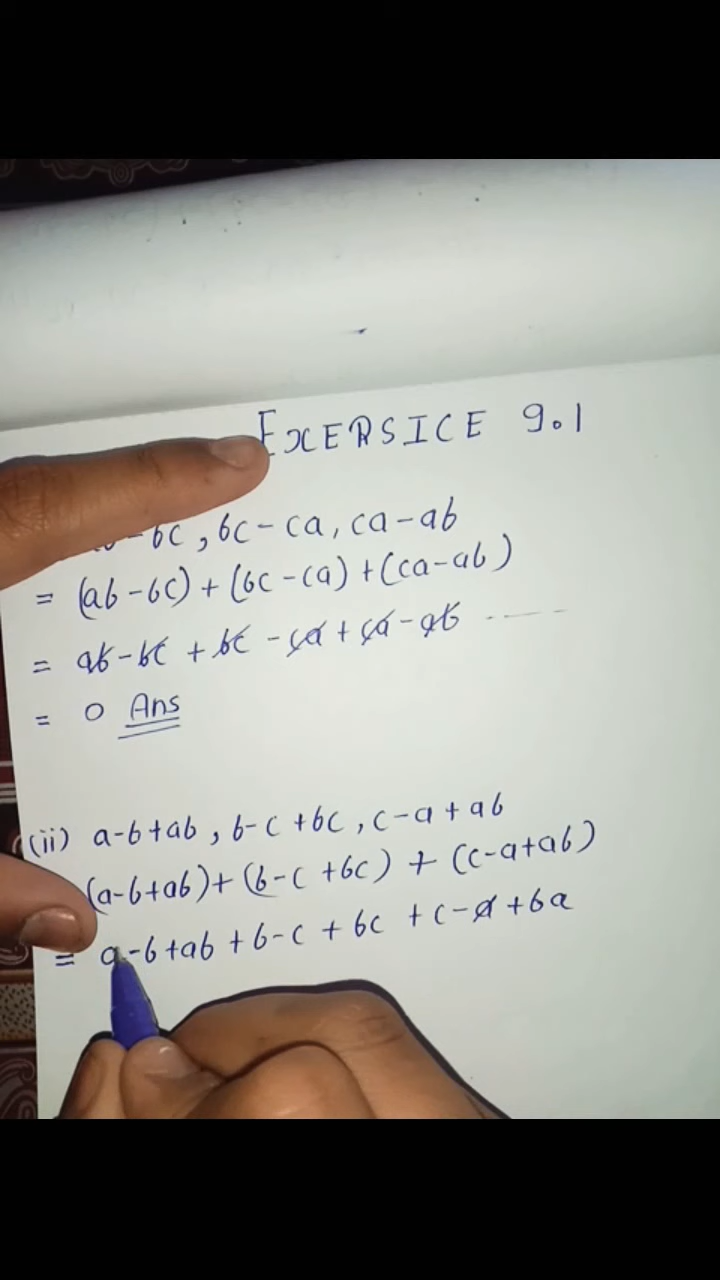 EXERSICE 9.1
- bc , bc - ca , ca - ab
= (ab - bc) + (bc - ca) + (ca - ab)
= ab - bc + bc - ca + ca - ab
= 0 Ans
(ii) a - b + ab , b - c + bc , c - a + ab
(a - b + ab) + (b - c + bc) + (c - a + ab)
= a - b + ab + b - c + bc + c - a + ba